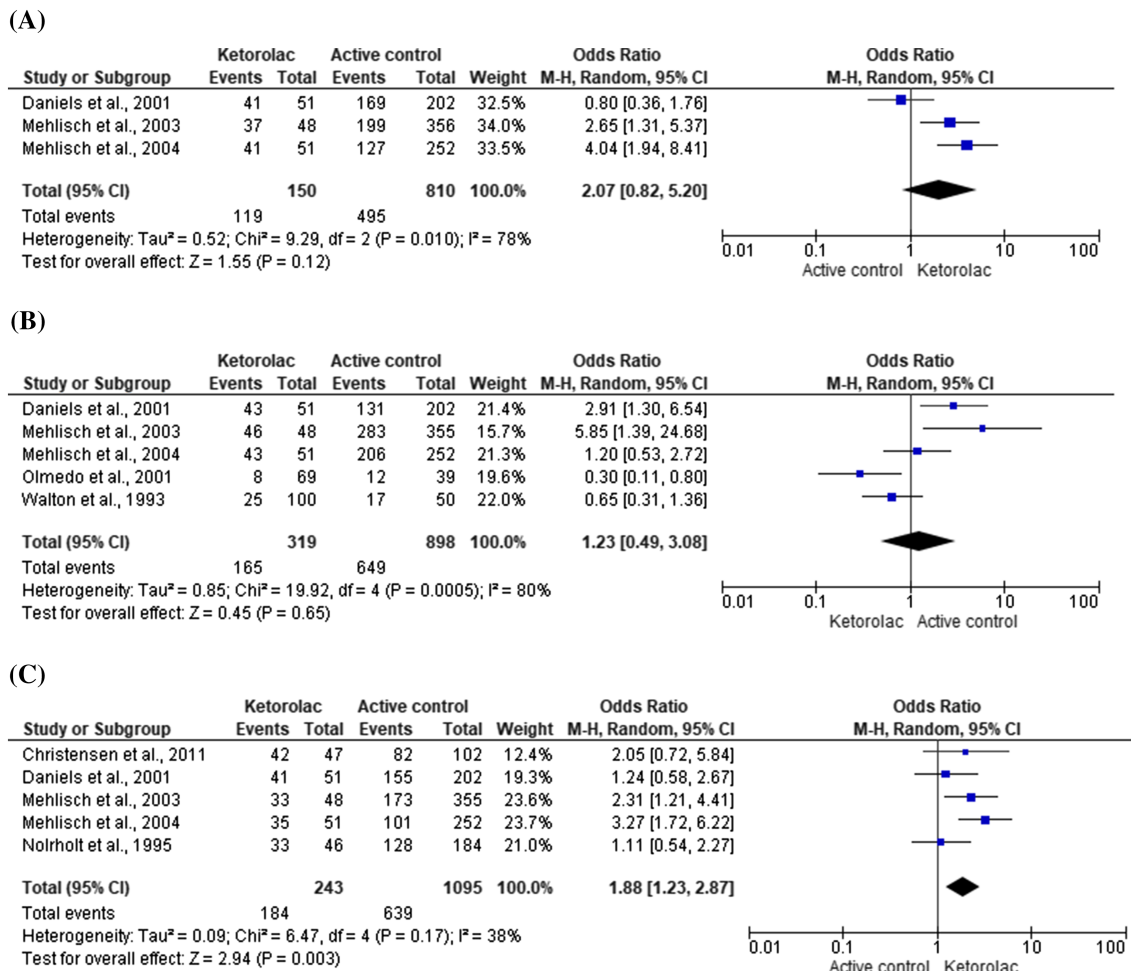 (A)
Ketorolac Active control Odds Ratio Odds Ratio
Study or Subgroup Events Total Events Total Weight M-H, Random, 95% CI M-H, Random, 95% CI
Daniels et al., 2001 41 51 169 202 32.5% 0.80 [0.36, 1.76]
Mehlisch et al., 2003 37 48 199 356 34.0% 2.65 [1.31, 5.37]
Mehlisch et al., 2004 41 51 127 252 33.5% 4.04 [1.94, 8.41]
Total (95% CI) 150 810 100.0% 2.07 [0.82, 5.20]
Total events 119 495
Heterogeneity: Tau² = 0.52; Chi² = 9.29, df = 2 (P = 0.010); I² = 78%
Test for overall effect: Z = 1.55 (P = 0.12)
0.01 0.1 1 10 100
Active control Ketorolac
(B)
Ketorolac Active control Odds Ratio Odds Ratio
Study or Subgroup Events Total Events Total Weight M-H, Random, 95% CI M-H, Random, 95% CI
Daniels et al., 2001 43 51 131 202 21.4% 2.91 [1.30, 6.54]
Mehlisch et al., 2003 46 48 283 355 15.7% 5.85 [1.39, 24.68]
Mehlisch et al., 2004 43 51 206 252 21.3% 1.20 [0.53, 2.72]
Olmedo et al., 2001 8 69 12 39 19.6% 0.30 [0.11, 0.80]
Walton et al., 1993 25 100 17 50 22.0% 0.65 [0.31, 1.36]
Total (95% CI) 319 898 100.0% 1.23 [0.49, 3.08]
Total events 165 649
Heterogeneity: Tau² = 0.85; Chi² = 19.92, df = 4 (P = 0.0005); I² = 80%
Test for overall effect: Z = 0.45 (P = 0.65)
0.01 0.1 1 10 100
Ketorolac Active control
(C)
Ketorolac Active control Odds Ratio Odds Ratio
Study or Subgroup Events Total Events Total Weight M-H, Random, 95% CI M-H, Random, 95% CI
Christensen et al., 2011 42 47 82 102 12.4% 2.05 [0.72, 5.84]
Daniels et al., 2001 41 51 155 202 19.3% 1.24 [0.58, 2.67]
Mehlisch et al., 2003 33 48 173 355 23.6% 2.31 [1.21, 4.41]
Mehlisch et al., 2004 35 51 101 252 23.7% 3.27 [1.72, 6.22]
Nolrholt et al., 1995 33 46 128 184 21.0% 1.11 [0.54, 2.27]
Total (95% CI) 243 1095 100.0% 1.88 [1.23, 2.87]
Total events 184 639
Heterogeneity: Tau² = 0.09; Chi² = 6.47, df = 4 (P = 0.17); I² = 38%
Test for overall effect: Z = 2.94 (P = 0.003)
0.01 0.1 1 10 100
Active control Ketorolac